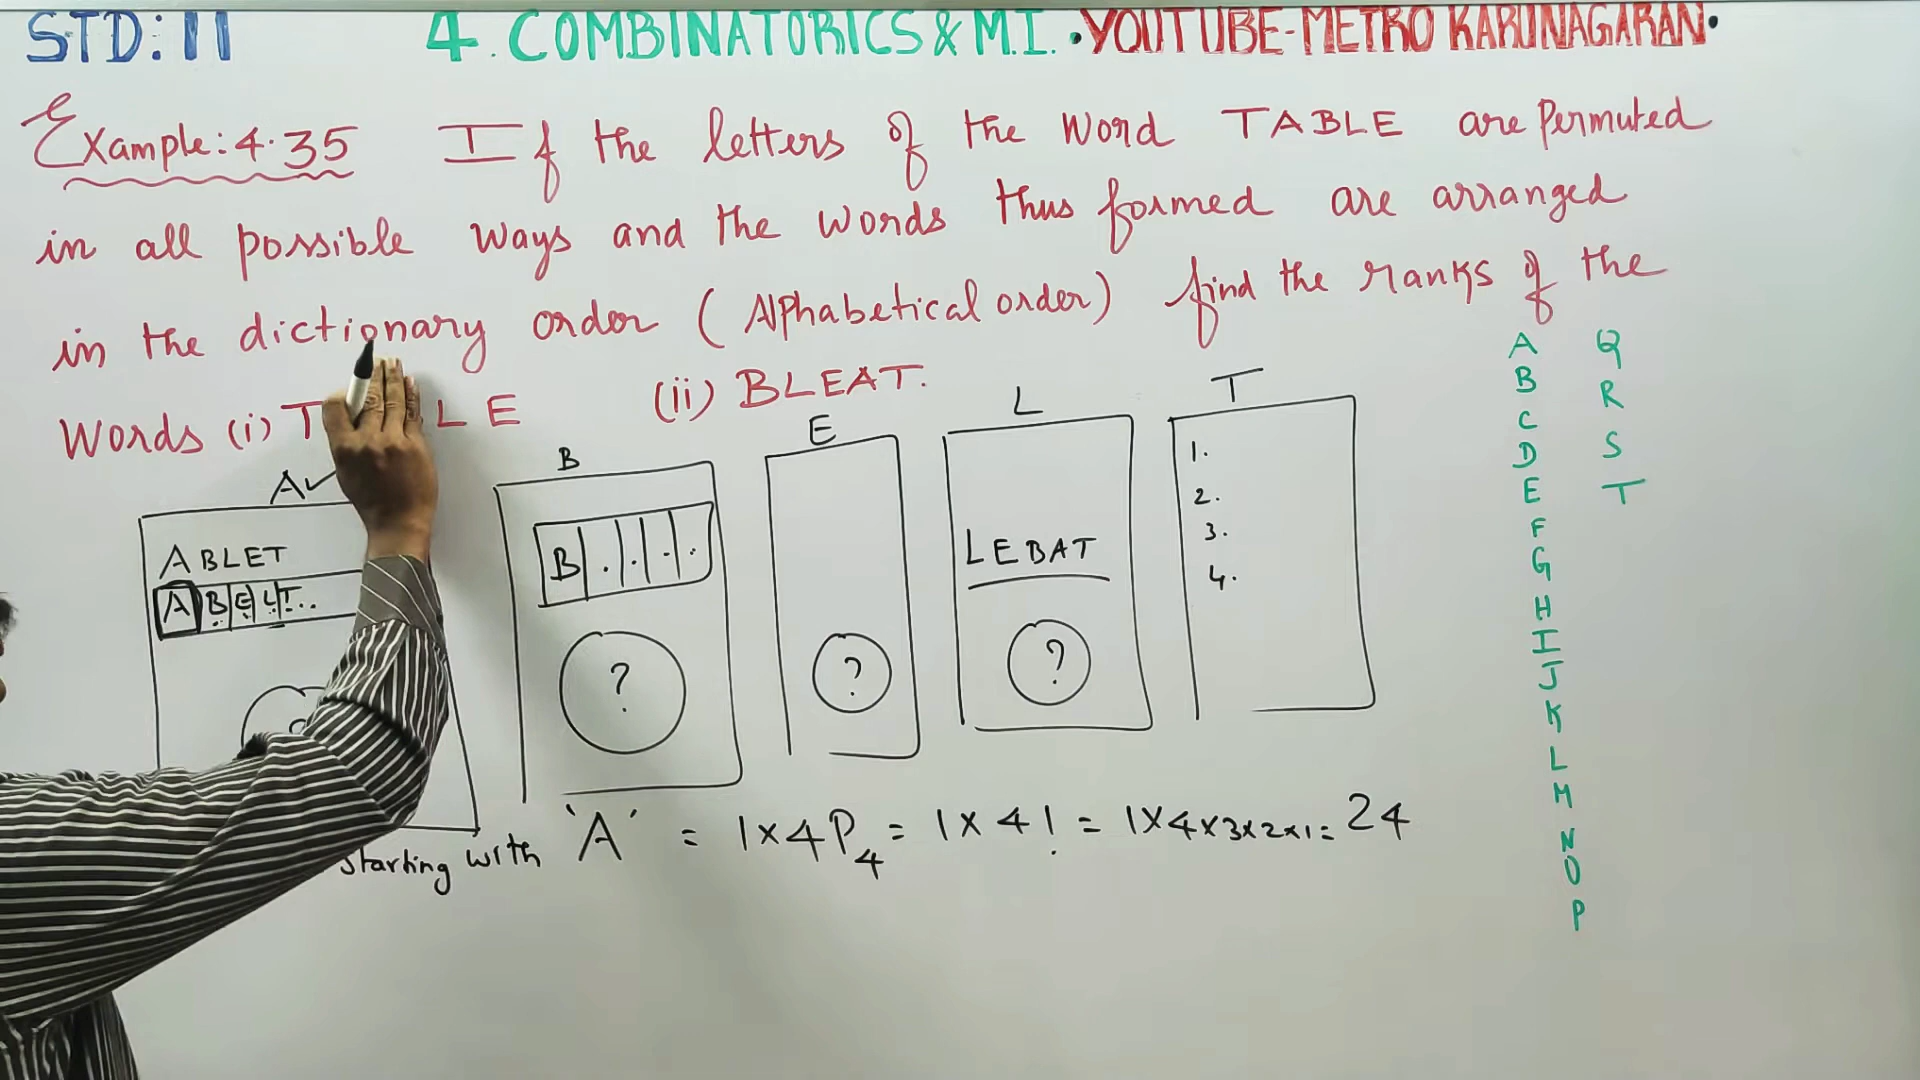 STD: 11 4. COMBINATORICS & M.I. • YOUTUBE-METRO KARUNAGARAN •
Example: 4.35 If the letters of the word TABLE are Permuted
in all possible ways and the words thus formed are arranged
in the dictionary order (Alphabetical order) find the ranks of the
Words (i) T LE (ii) BLEAT.
A✓ B E L T
ABLET
A B E L T..
B . . . .
LEBAT
1.
2.
3.
4.
? ? ?
Starting with 'A' = 1×4P4 = 1×4! = 1×4×3×2×1 = 24
A Q
B R
C S
D T
E
F
G
H
I
J
K
L
M
N
O
P